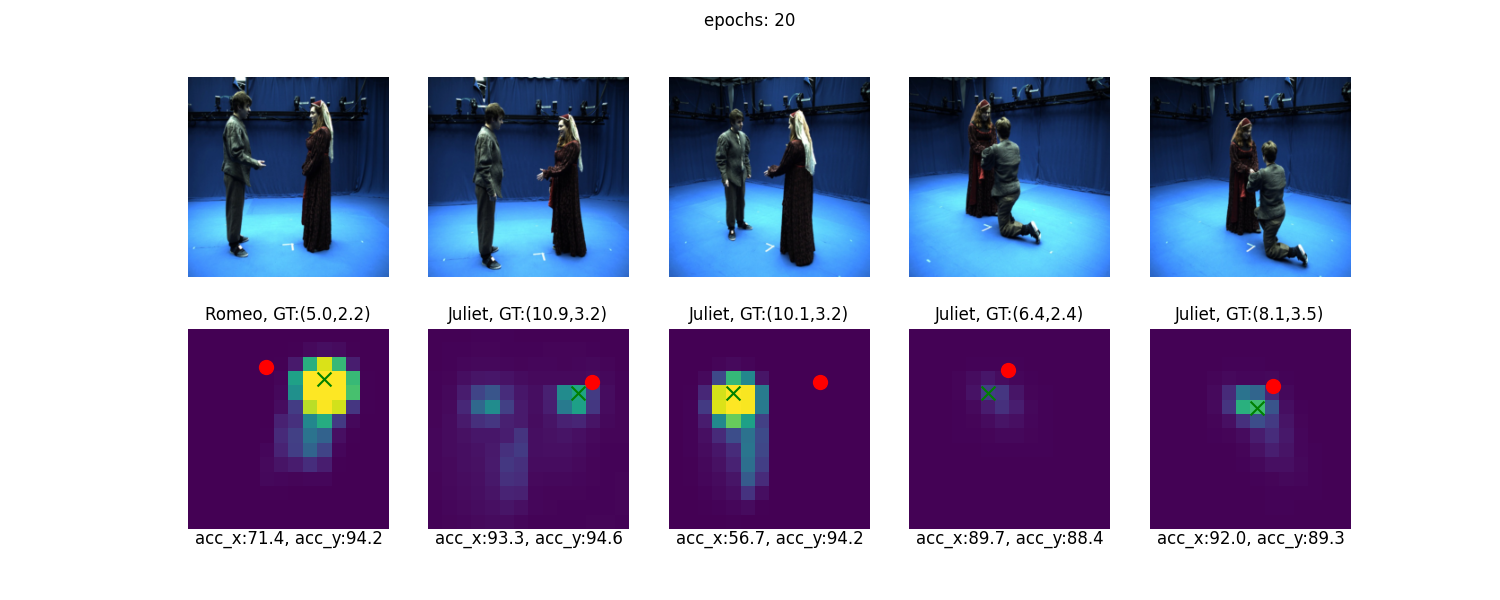 epochs: 20
Romeo, GT:(5.0,2.2)
Juliet, GT:(10.9,3.2)
Juliet, GT:(10.1,3.2)
Juliet, GT:(6.4,2.4)
Juliet, GT:(8.1,3.5)
acc_x:71.4, acc_y:94.2
acc_x:93.3, acc_y:94.6
acc_x:56.7, acc_y:94.2
acc_x:89.7, acc_y:88.4
acc_x:92.0, acc_y:89.3